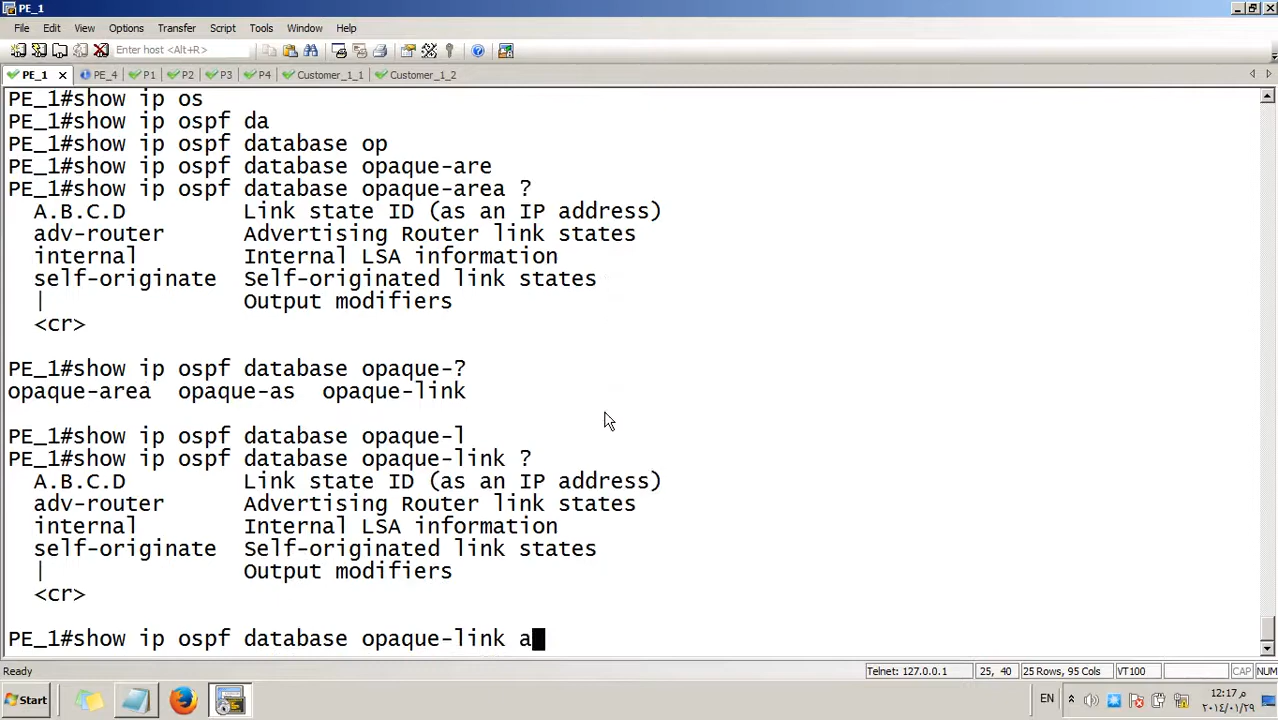 PE_1
File Edit View Options Transfer Script Tools Window Help
Enter host <Alt+R>
PE_1 PE_4 P1 P2 P3 P4 Customer_1_1 Customer_1_2
PE_1#show ip os
PE_1#show ip ospf da
PE_1#show ip ospf database op
PE_1#show ip ospf database opaque-are
PE_1#show ip ospf database opaque-area ?
A.B.C.D Link state ID (as an IP address)
adv-router Advertising Router link states
internal Internal LSA information
self-originate Self-originated link states
| Output modifiers
<cr>
PE_1#show ip ospf database opaque-?
opaque-area opaque-as opaque-link
PE_1#show ip ospf database opaque-l
PE_1#show ip ospf database opaque-link ?
A.B.C.D Link state ID (as an IP address)
adv-router Advertising Router link states
internal Internal LSA information
self-originate Self-originated link states
| Output modifiers
<cr>
PE_1#show ip ospf database opaque-link a
Ready Telnet: 127.0.0.1 25, 40 25 Rows, 95 Cols VT100 CAP NUM
Start EN 12:17 م
٢٠١٤/٠١/٢٩